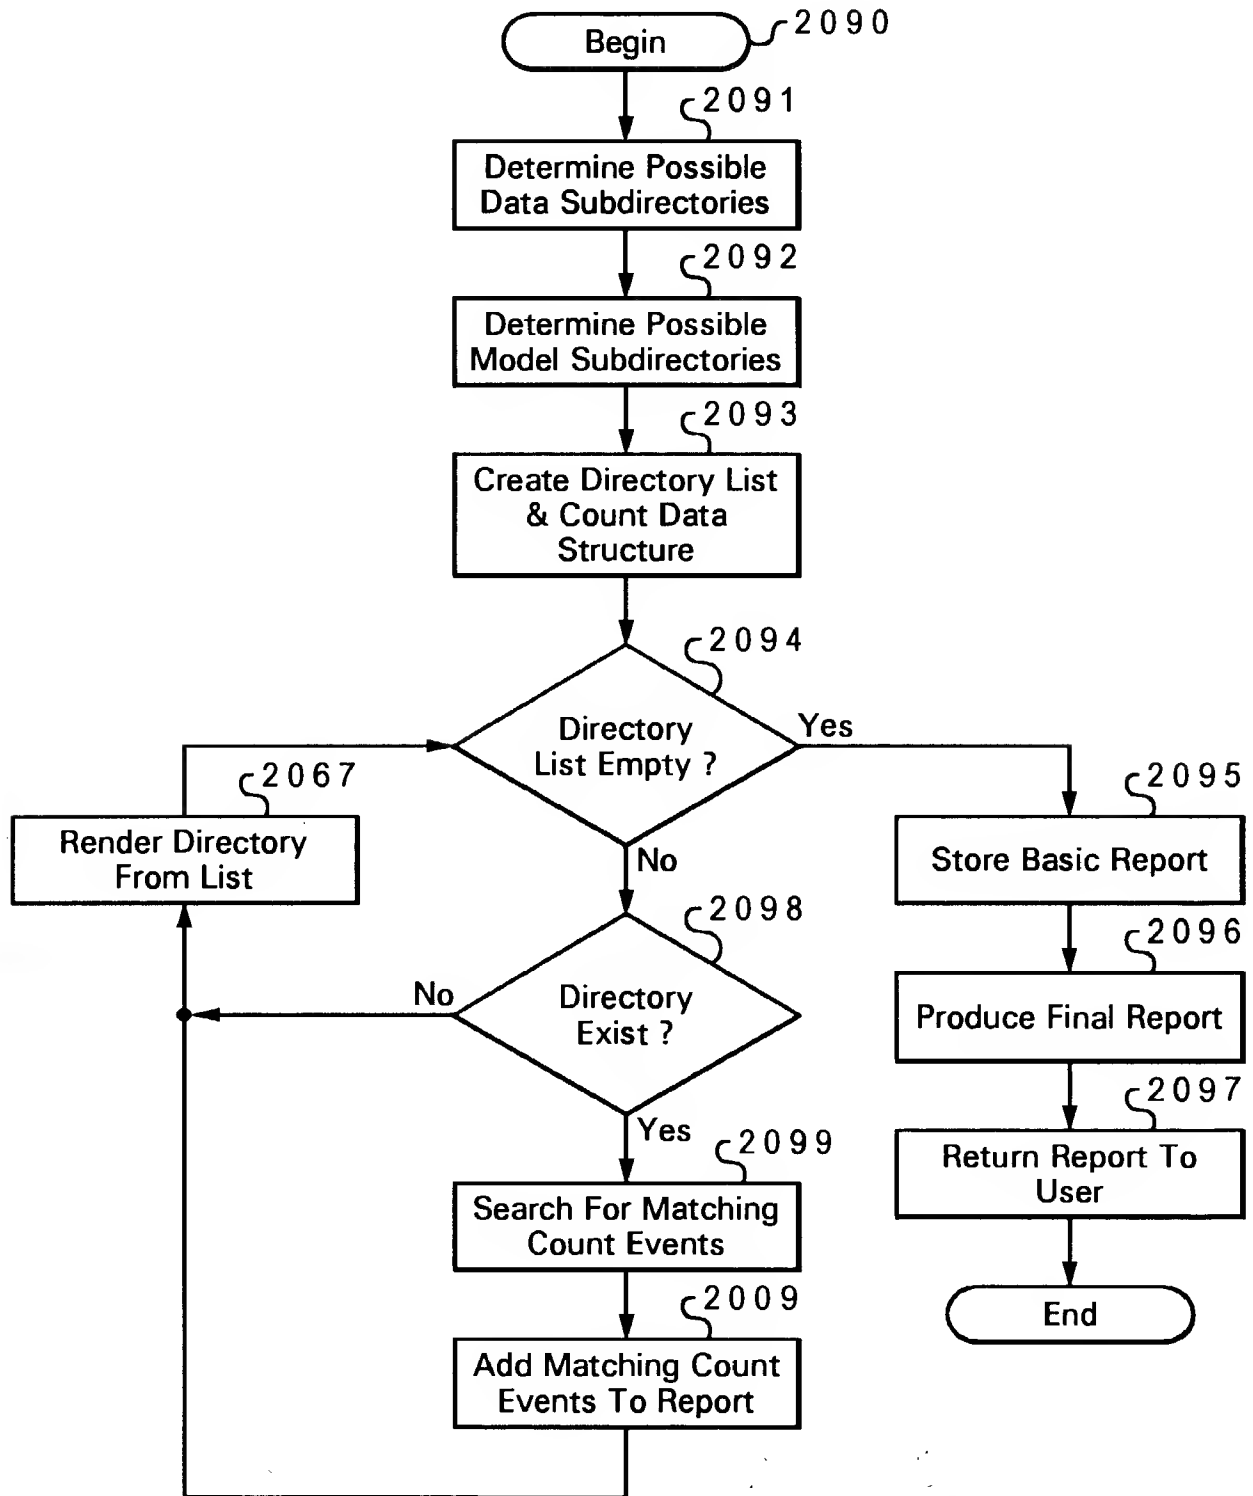 Begin
2090
2091
Determine Possible
Data Subdirectories
2092
Determine Possible
Model Subdirectories
2093
Create Directory List
& Count Data
Structure
2094
Directory
List Empty ?
Yes
No
2067
Render Directory
From List
2095
Store Basic Report
2098
Directory
Exist ?
No
Yes
2096
Produce Final Report
2097
Return Report To
User
2099
Search For Matching
Count Events
End
2009
Add Matching Count
Events To Report